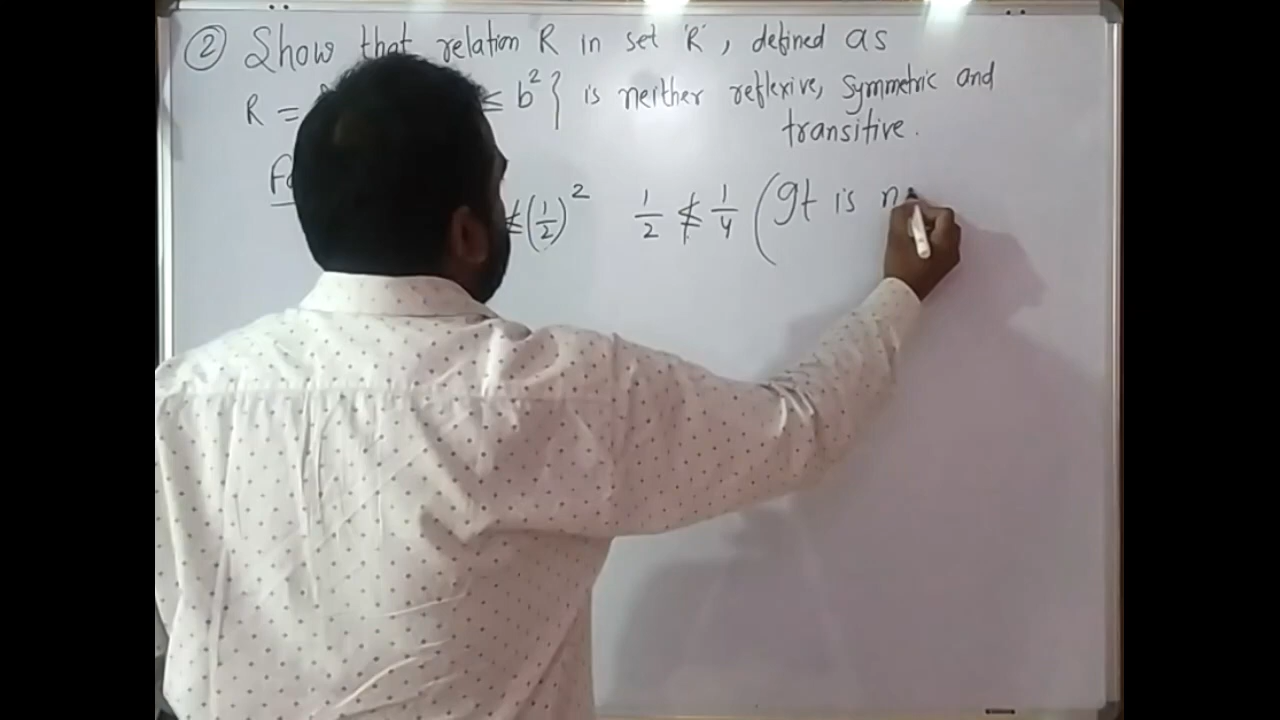 ② Show that relation R in set 'R', defined as
R = ≤ b²} is neither reflexive, symmetric and
transitive.
≰ (1/2)² 1/2 ≰ 1/4 (It is